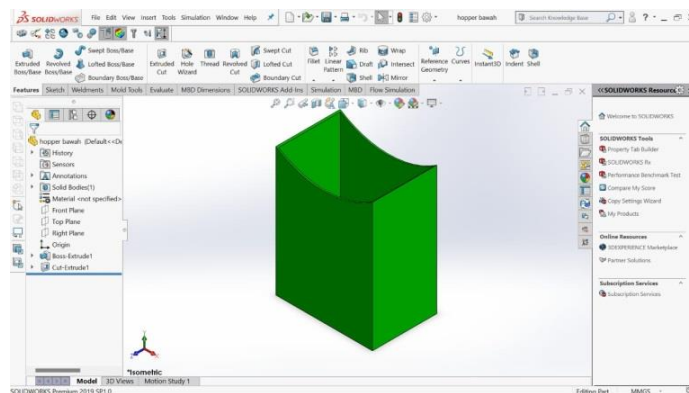 SOLIDWORKS File Edit View Insert Tools Simulation Window Help
hopper bawah
Search Knowledge Base
Extruded Boss/Base
Revolved Boss/Base
Swept Boss/Base
Lofted Boss/Base
Boundary Boss/Base
Extruded Cut
Hole Wizard
Thread
Revolved Cut
Swept Cut
Lofted Cut
Boundary Cut
Fillet
Linear Pattern
Rib
Draft
Shell
Wrap
Intersect
Mirror
Reference Geometry
Curves
Instant3D
Indent
Shell
Features Sketch Weldments Mold Tools Evaluate MBD Dimensions SOLIDWORKS Add-Ins Simulation MBD Flow Simulation
hopper bawah (Default<<De
History
Sensors
Annotations
Solid Bodies(1)
Material <not specified>
Front Plane
Top Plane
Right Plane
Origin
Boss-Extrude1
Cut-Extrude1
*Isometric
Model 3D Views Motion Study 1
SOLIDWORKS Premium 2019 SP1.0
Editing Part MMGS
<<SOLIDWORKS Resourc
Welcome to SOLIDWORKS
SOLIDWORKS Tools
Property Tab Builder
SOLIDWORKS Rx
Performance Benchmark Test
Compare My Score
Copy Settings Wizard
My Products
Online Resources
3DEXPERIENCE Marketplace
Partner Solutions
Subscription Services
Subscription Services